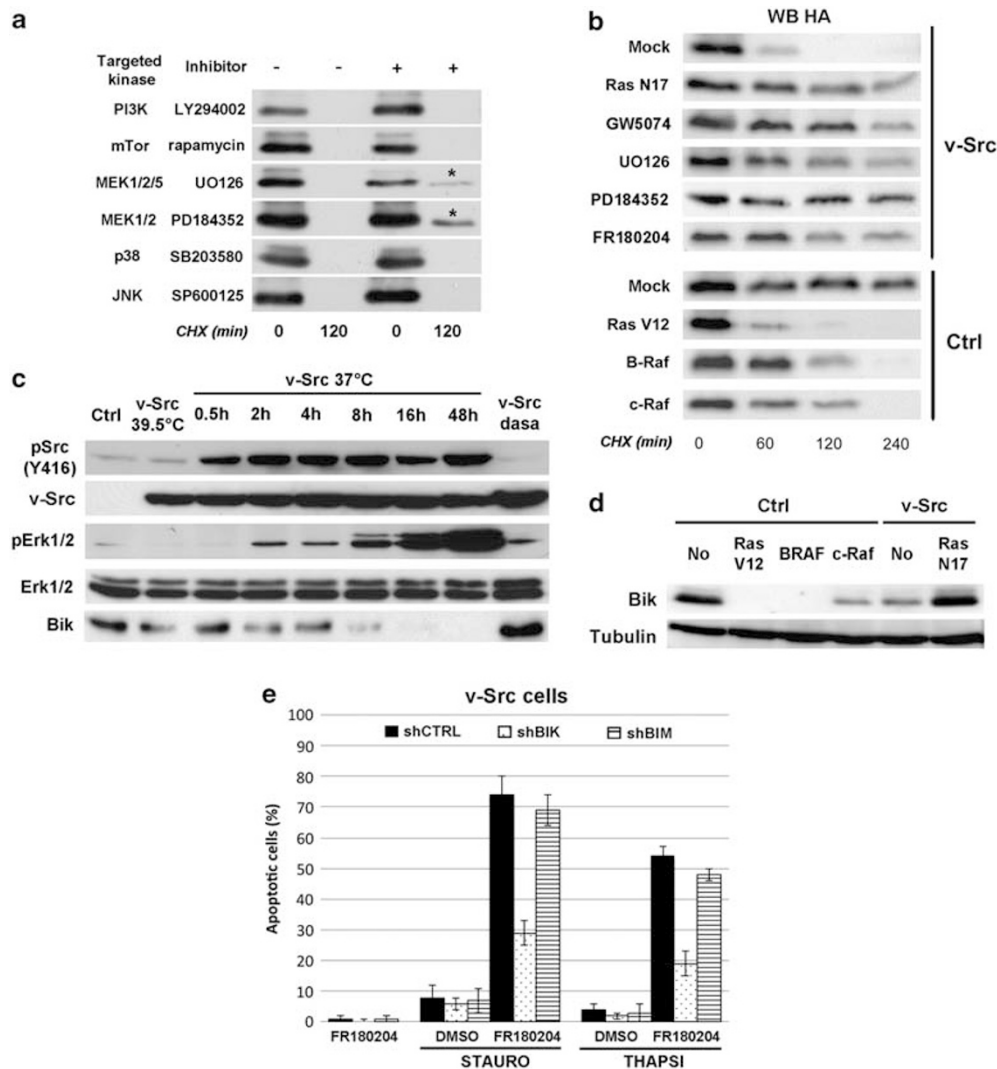 a
Targeted kinase Inhibitor - - + +
PI3K LY294002
mTor rapamycin
MEK1/2/5 UO126 *
MEK1/2 PD184352 *
p38 SB203580
JNK SP600125
CHX (min) 0 120 0 120
b
WB HA
Mock
Ras N17
GW5074
UO126
PD184352
FR180204
v-Src
Mock
Ras V12
B-Raf
c-Raf
Ctrl
CHX (min) 0 60 120 240
c
v-Src 37°C
Ctrl v-Src 39.5°C 0.5h 2h 4h 8h 16h 48h v-Src dasa
pSrc (Y416)
v-Src
pErk1/2
Erk1/2
Bik
d
Ctrl v-Src
No Ras V12 BRAF c-Raf No Ras N17
Bik
Tubulin
e
v-Src cells
shCTRL shBIK shBIM
Apoptotic cells (%)
100
90
80
70
60
50
40
30
20
10
0
FR180204 DMSO FR180204 DMSO FR180204
STAURO THAPSI